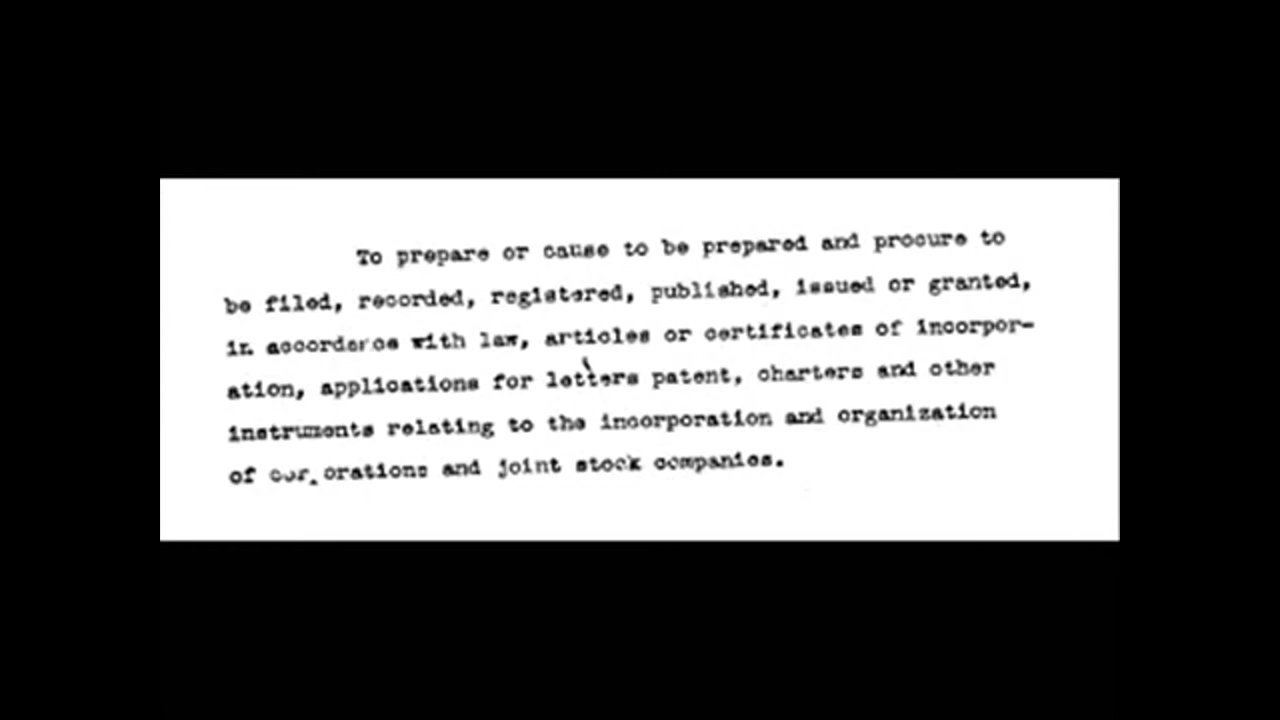 To prepare or cause to be prepared and procure to
be filed, recorded, registered, published, issued or granted,
in accordance with law, articles or certificates of incorpor-
ation, applications for letters patent, charters and other
instruments relating to the incorporation and organization
of corporations and joint stock companies.